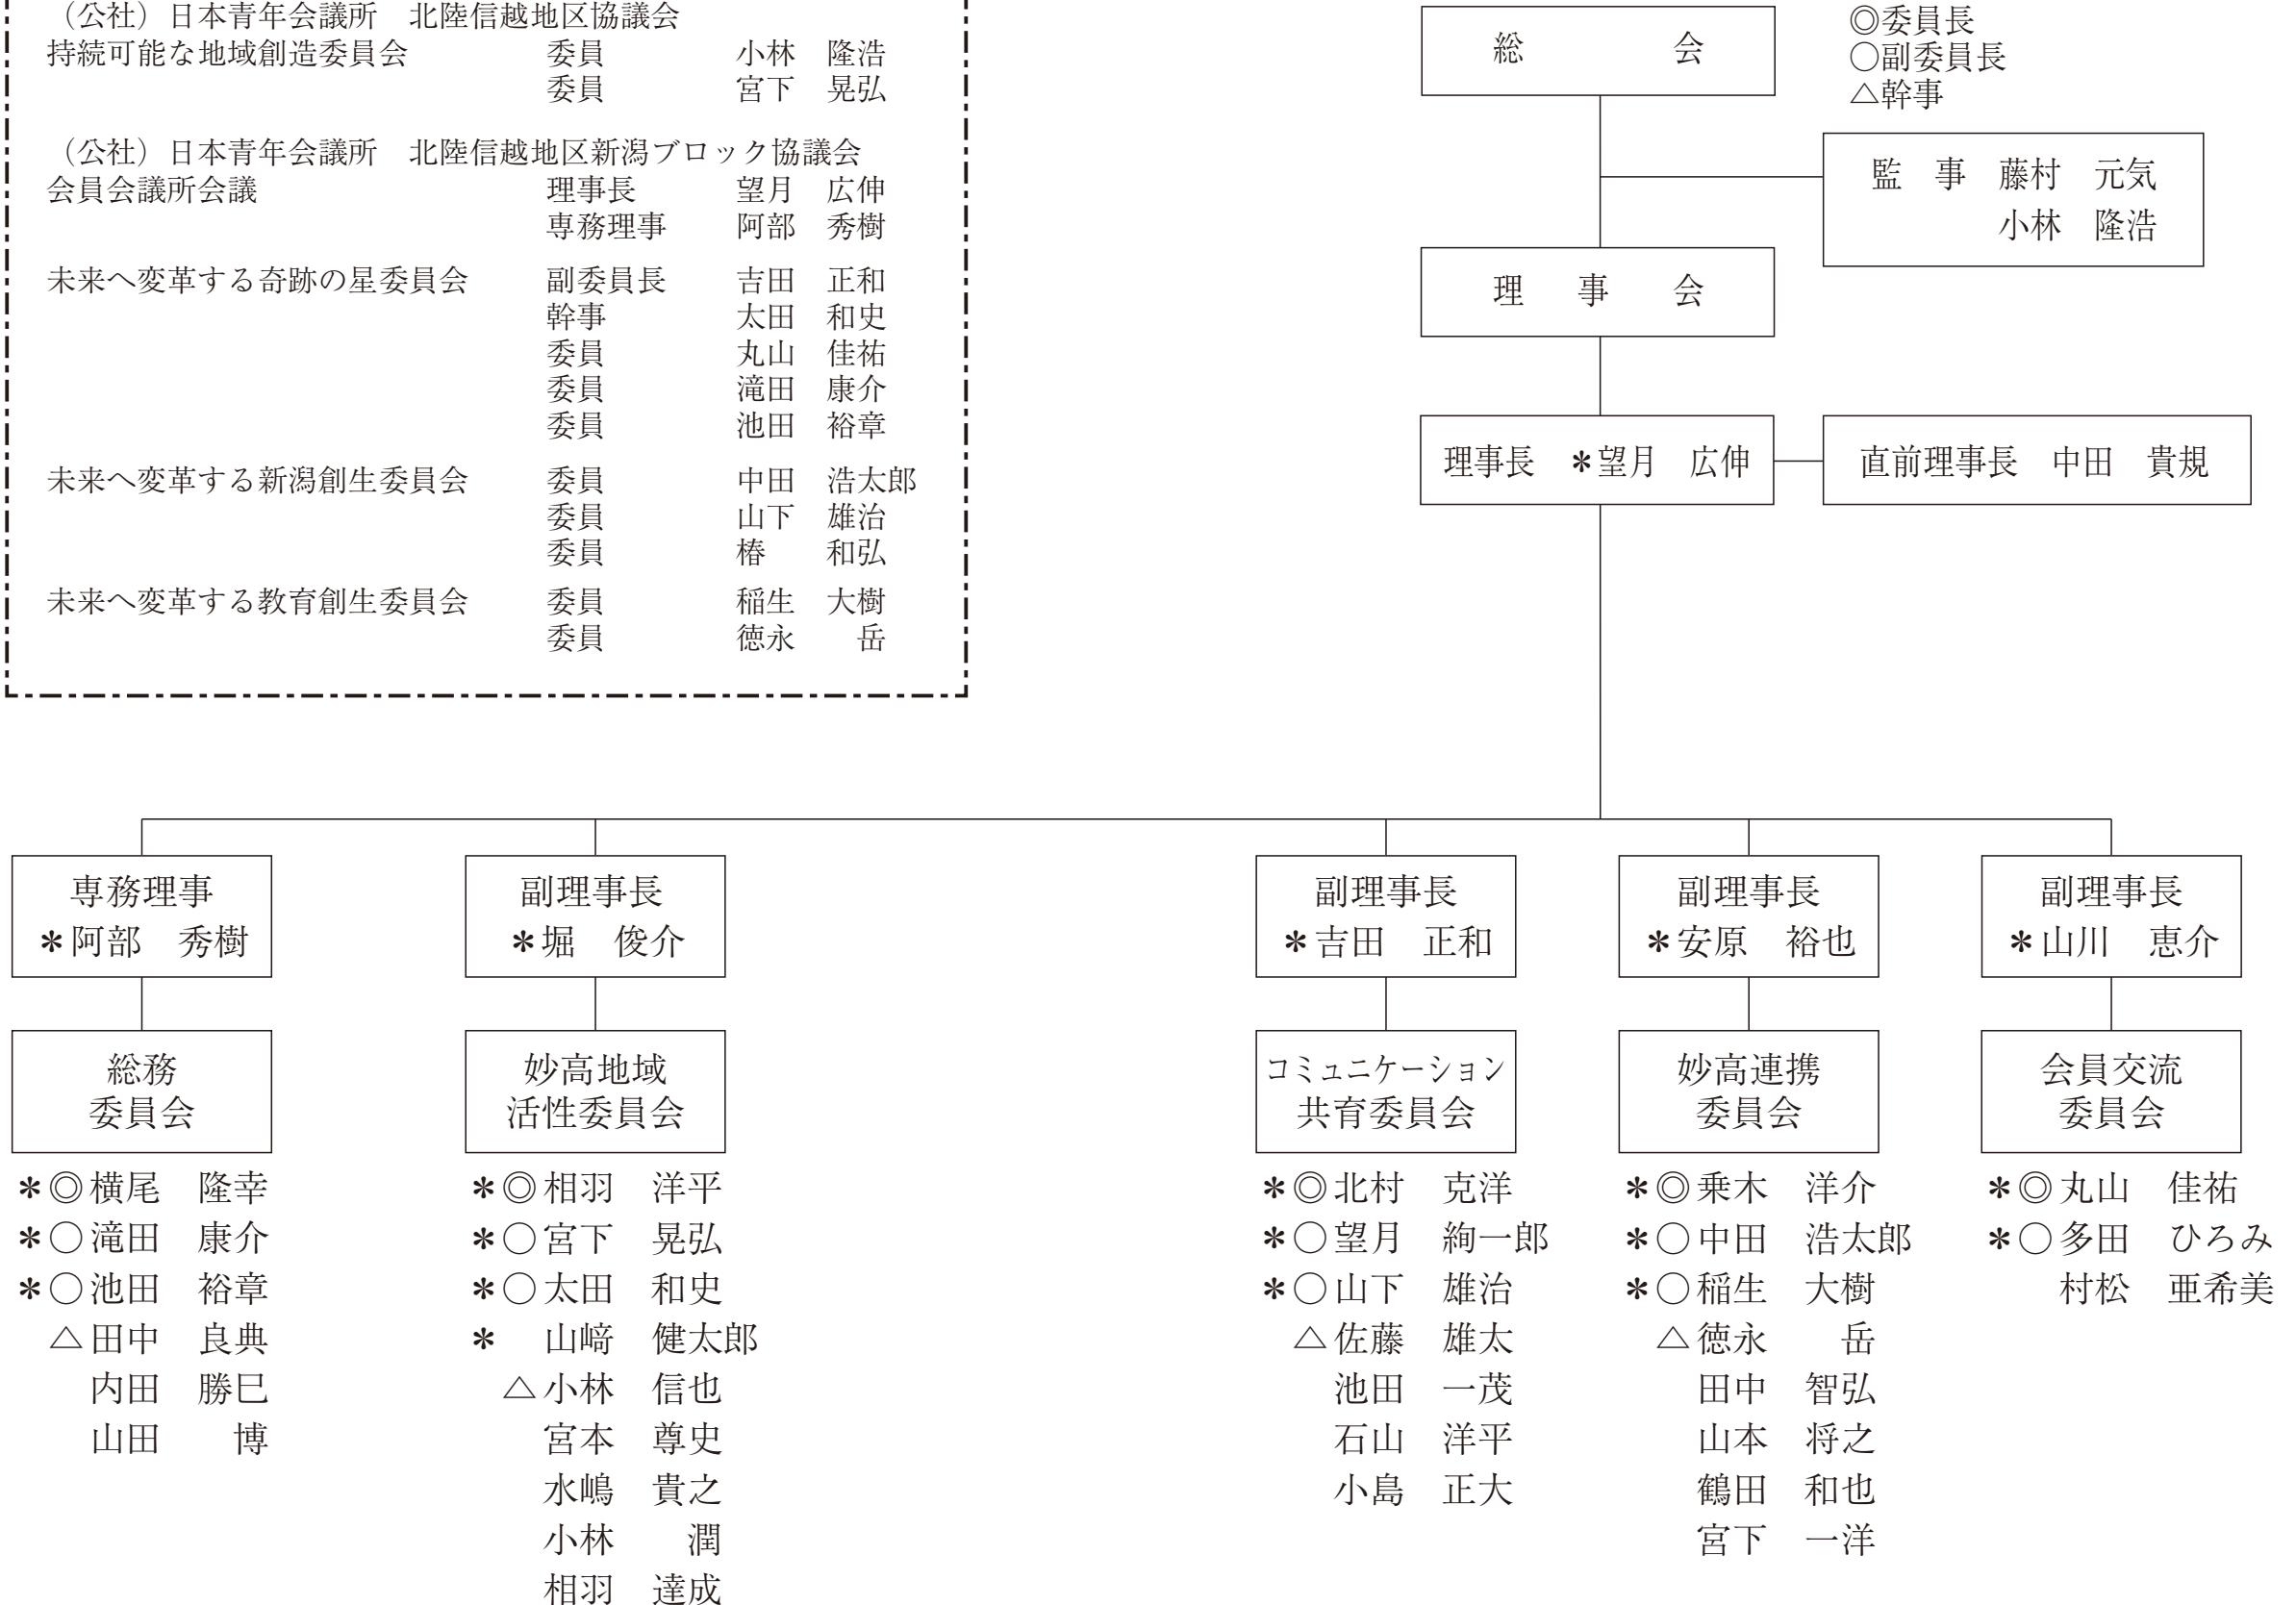 （公社）日本青年会議所　北陸信越地区協議会
持続可能な地域創造委員会　委員　小林　隆浩
委員　宮下　晃弘
（公社）日本青年会議所　北陸信越地区新潟ブロック協議会
会員会議所会議　理事長　望月　広伸
専務理事　阿部　秀樹
未来へ変革する奇跡の星委員会　副委員長　吉田　正和
幹事　太田　和史
委員　丸山　佳祐
委員　滝田　康介
委員　池田　裕章
未来へ変革する新潟創生委員会　委員　中田　浩太郎
委員　山下　雄治
委員　椿　和弘
未来へ変革する教育創生委員会　委員　稲生　大樹
委員　徳永　岳
総　会
◎委員長
○副委員長
△幹事
監　事　藤村　元気
小林　隆浩
理　事　会
理事長　＊望月　広伸
直前理事長　中田　貴規
専務理事
＊阿部　秀樹
総務
委員会
＊◎横尾　隆幸
＊○滝田　康介
＊○池田　裕章
△田中　良典
内田　勝巳
山田　博
副理事長
＊堀　俊介
妙高地域
活性委員会
＊◎相羽　洋平
＊○宮下　晃弘
＊○太田　和史
＊　山﨑　健太郎
△小林　信也
宮本　尊史
水嶋　貴之
小林　潤
相羽　達成
副理事長
＊吉田　正和
コミュニケーション
共育委員会
＊◎北村　克洋
＊○望月　絢一郎
＊○山下　雄治
△佐藤　雄太
池田　一茂
石山　洋平
小島　正大
副理事長
＊安原　裕也
妙高連携
委員会
＊◎乗木　洋介
＊○中田　浩太郎
＊○稲生　大樹
△徳永　岳
田中　智弘
山本　将之
鶴田　和也
宮下　一洋
副理事長
＊山川　恵介
会員交流
委員会
＊◎丸山　佳祐
＊○多田　ひろみ
村松　亜希美